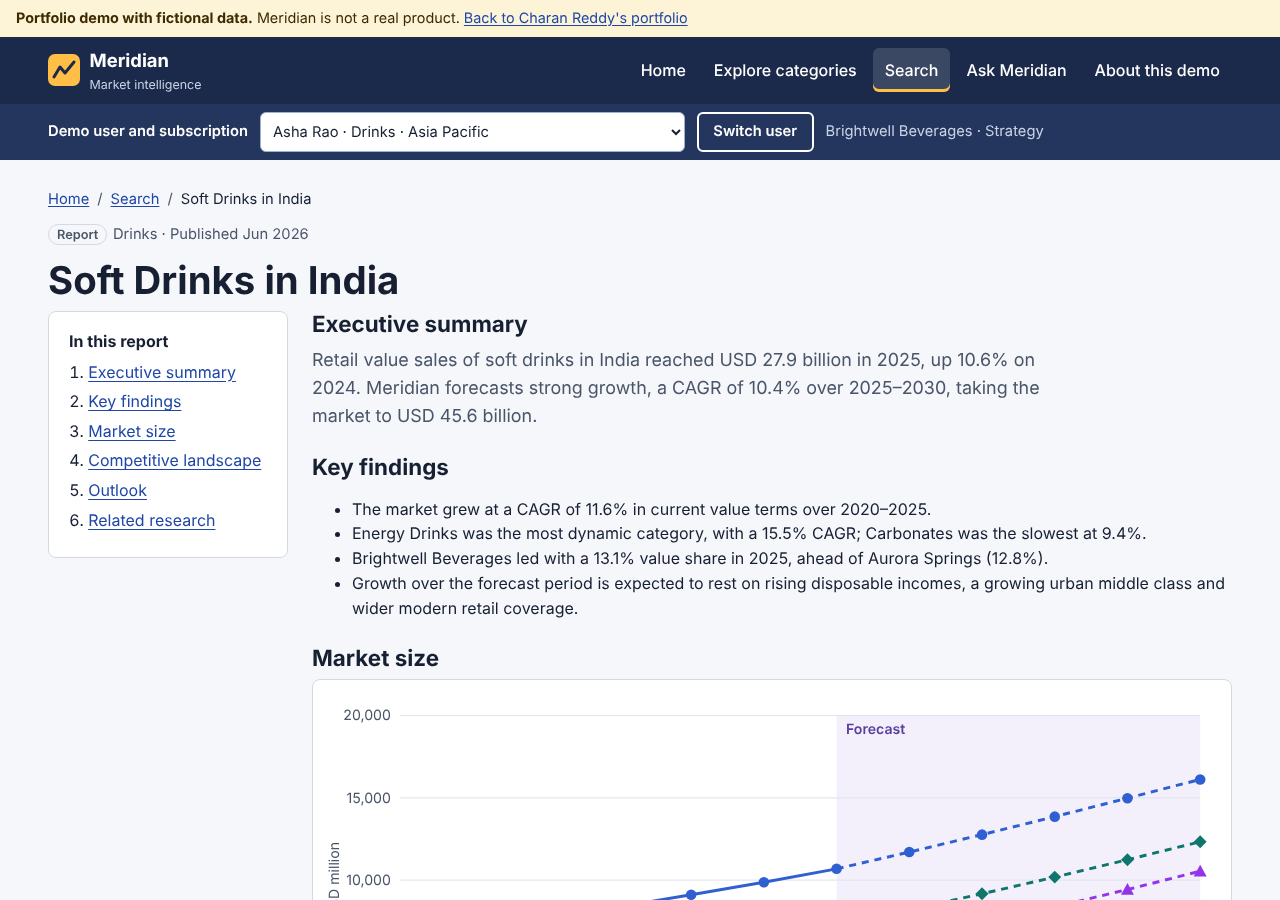 Portfolio demo with fictional data. Meridian is not a real product. Back to Charan Reddy's portfolio
Meridian
Market intelligence
Home
Explore categories
Search
Ask Meridian
About this demo
Demo user and subscription
Asha Rao · Drinks · Asia Pacific
Switch user
Brightwell Beverages · Strategy
Home / Search / Soft Drinks in India
Report Drinks · Published Jun 2026
Soft Drinks in India
In this report
1. Executive summary
2. Key findings
3. Market size
4. Competitive landscape
5. Outlook
6. Related research
Executive summary
Retail value sales of soft drinks in India reached USD 27.9 billion in 2025, up 10.6% on
2024. Meridian forecasts strong growth, a CAGR of 10.4% over 2025–2030, taking the
market to USD 45.6 billion.
Key findings
• The market grew at a CAGR of 11.6% in current value terms over 2020–2025.
• Energy Drinks was the most dynamic category, with a 15.5% CAGR; Carbonates was the slowest at 9.4%.
• Brightwell Beverages led with a 13.1% value share in 2025, ahead of Aurora Springs (12.8%).
• Growth over the forecast period is expected to rest on rising disposable incomes, a growing urban middle class and
wider modern retail coverage.
Market size
20,000
Forecast
15,000
10,000
D million